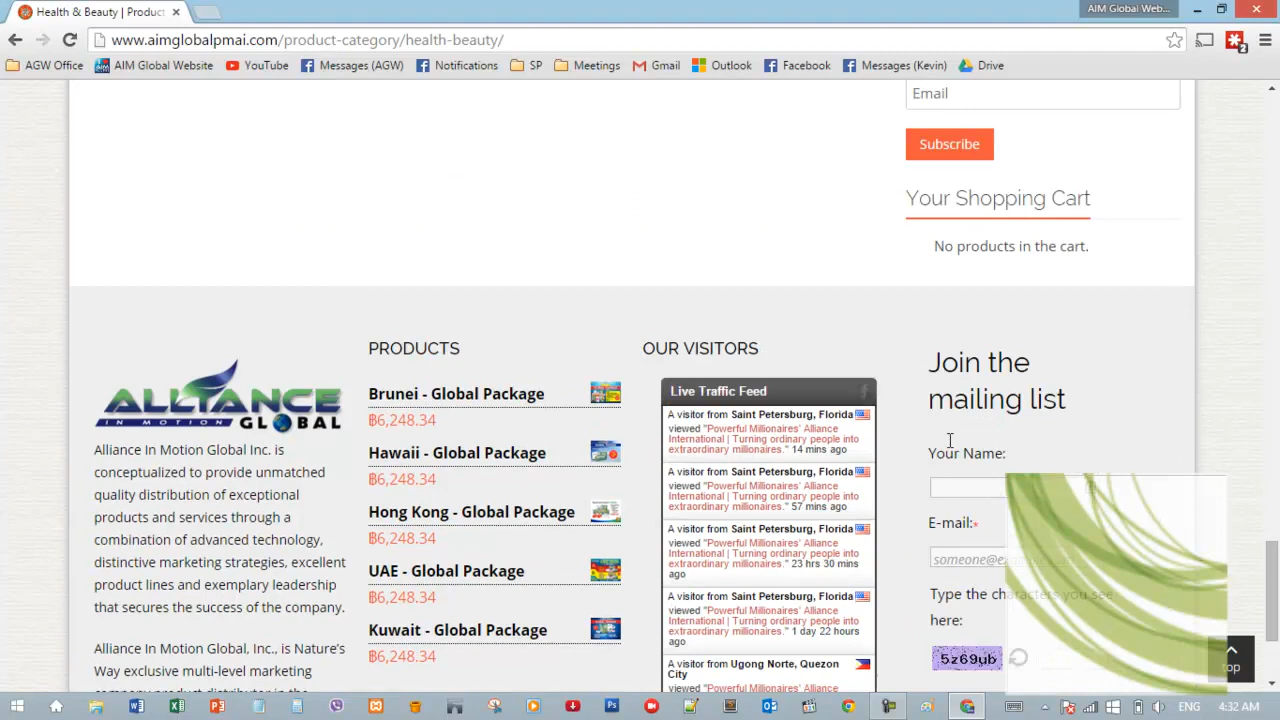 Health & Beauty | Product
AIM Global Web...
www.aimglobalpmai.com/product-category/health-beauty/
2
AGW Office
AIM Global Website
YouTube
Messages (AGW)
Notifications
SP
Meetings
Gmail
Outlook
Facebook
Messages (Kevin)
Drive
Email
Subscribe
Your Shopping Cart
No products in the cart.
ALLIANCE
IN MOTION GLOBAL
Alliance In Motion Global Inc. is
conceptualized to provide unmatched
quality distribution of exceptional
products and services through a
combination of advanced technology,
distinctive marketing strategies, excellent
product lines and exemplary leadership
that secures the success of the company.
Alliance In Motion Global, Inc., is Nature's
Way exclusive multi-level marketing
company product distributor in the
PRODUCTS
Brunei - Global Package
฿6,248.34
Hawaii - Global Package
฿6,248.34
Hong Kong - Global Package
฿6,248.34
UAE - Global Package
฿6,248.34
Kuwait - Global Package
฿6,248.34
OUR VISITORS
Live Traffic Feed
A visitor from Saint Petersburg, Florida
viewed "Powerful Millionaires' Alliance
International | Turning ordinary people into
extraordinary millionaires." 14 mins ago
A visitor from Saint Petersburg, Florida
viewed "Powerful Millionaires' Alliance
International | Turning ordinary people into
extraordinary millionaires." 57 mins ago
A visitor from Saint Petersburg, Florida
viewed "Powerful Millionaires' Alliance
International | Turning ordinary people into
extraordinary millionaires." 23 hrs 30 mins
ago
A visitor from Saint Petersburg, Florida
viewed "Powerful Millionaires' Alliance
International | Turning ordinary people into
extraordinary millionaires." 1 day 22 hours
ago
A visitor from Ugong Norte, Quezon
City
viewed "Powerful Millionaires' Alliance
Join the
mailing list
Your Name:
E-mail:*
Type the characters you see
here:
5z69ub
top
ENG
4:32 AM